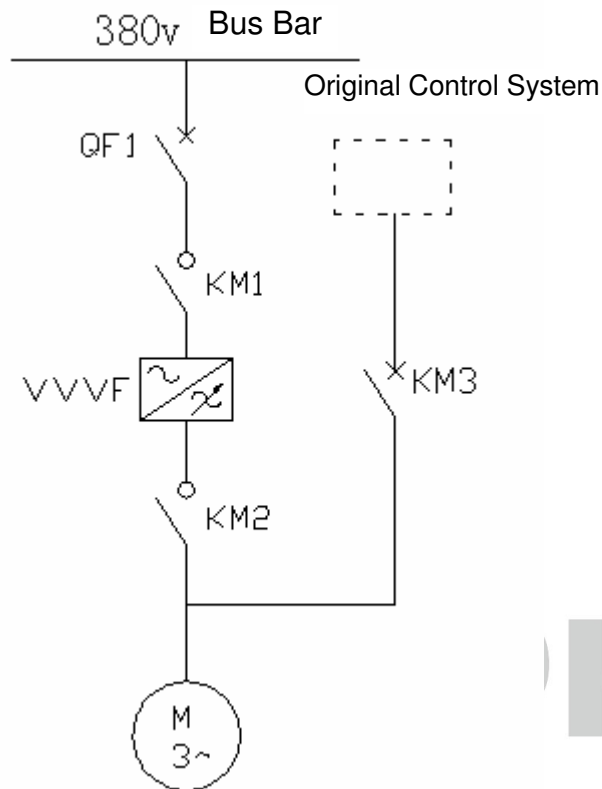 380v Bus Bar
Original Control System
QF1
KM1
VVVF
KM3
KM2
M
3~